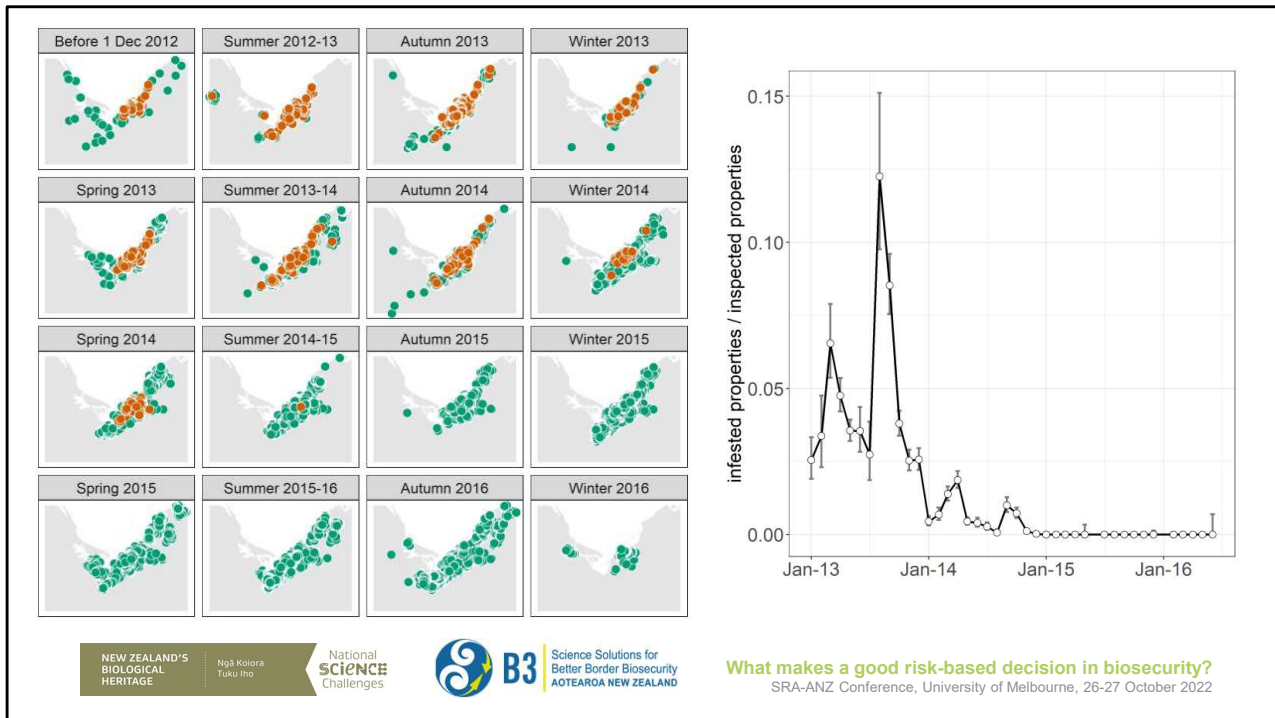 Before 1 Dec 2012
Summer 2012-13
Autumn 2013
Winter 2013
Spring 2013
Summer 2013-14
Autumn 2014
Winter 2014
Spring 2014
Summer 2014-15
Autumn 2015
Winter 2015
Spring 2015
Summer 2015-16
Autumn 2016
Winter 2016
infested properties / inspected properties
0.15
0.10
0.05
0.00
Jan-13
Jan-14
Jan-15
Jan-16
NEW ZEALAND'S
BIOLOGICAL
HERITAGE
Ngā Koiora
Tuku Iho
National
SCiENCE
Challenges
B3
Science Solutions for
Better Border Biosecurity
AOTEAROA NEW ZEALAND
What makes a good risk-based decision in biosecurity?
SRA-ANZ Conference, University of Melbourne, 26-27 October 2022